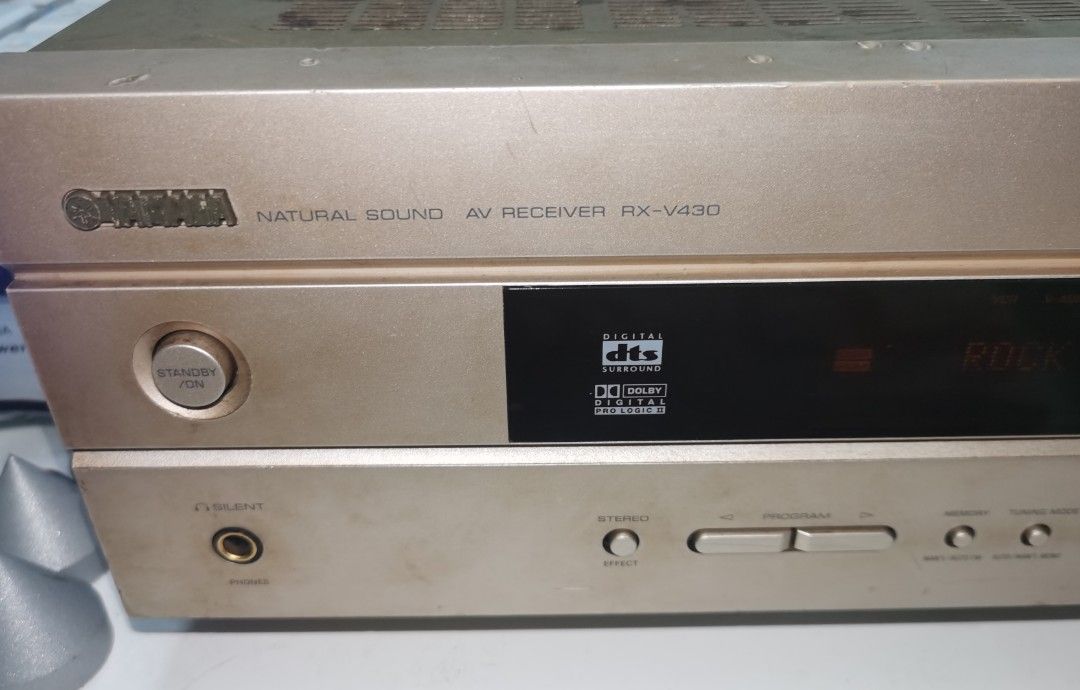 YAMAHA NATURAL SOUND AV RECEIVER RX-V430
DIGITAL
dts
SURROUND
DOLBY
DIGITAL
PRO LOGIC II
VCR
ROCK
STANDBY
/ON
SILENT
PHONES
STEREO
EFFECT
PROGRAM
MEMORY
TUNING MODE